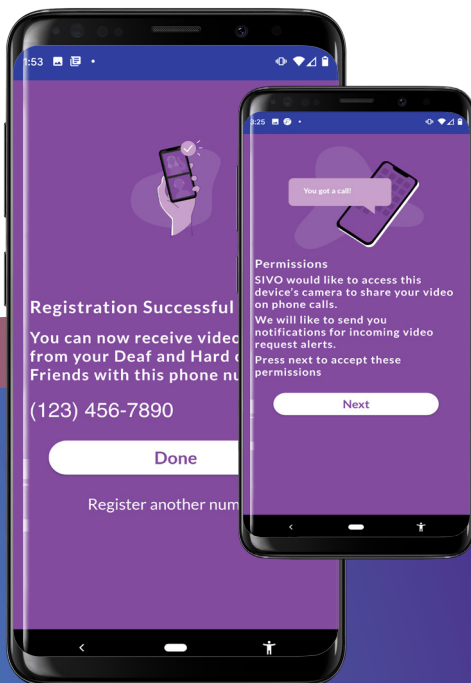 1:53
Registration Successful
You can now receive video
from your Deaf and Hard
Friends with this phone
(123) 456-7890
Done
Register another
3:25
You got a call!
Permissions
SIVO would like to access this
device's camera to share your video
on phone calls.
We will like to send you
notifications for incoming video
request alerts.
Press next to accept these
permissions
Next